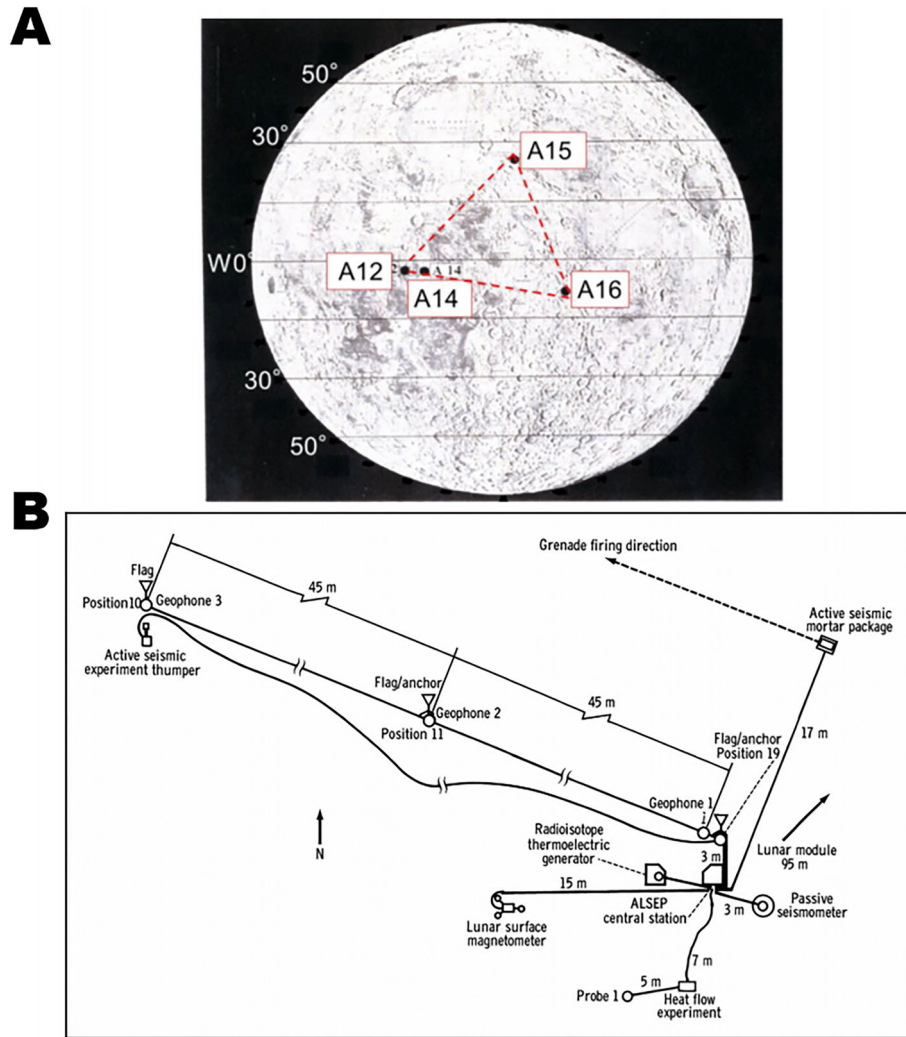 A
50°
30°
A15
W0°
A12
2
A 14
A14
A16
30°
50°
B
Grenade firing direction
Flag
45 m
Position 10
Geophone 3
Active seismic
mortar package
Active seismic
experiment thumper
Flag/anchor
45 m
Geophone 2
Position 11
17 m
Flag/anchor
Position 19
Geophone 1
N
Radioisotope
thermoelectric
generator
3 m
Lunar module
95 m
15 m
ALSEP
central station
3 m
Passive
seismometer
Lunar surface
magnetometer
7 m
5 m
Probe 1
Heat flow
experiment